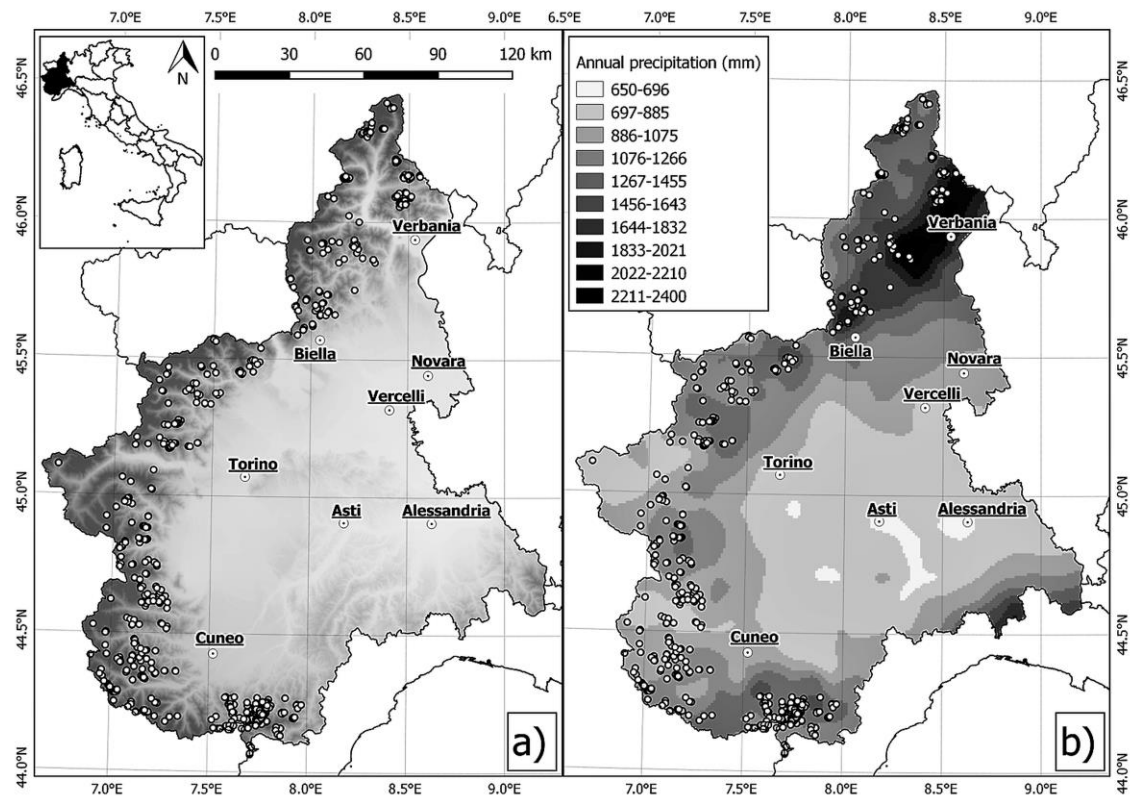 7.0°E 7.5°E 8.0°E 8.5°E 9.0°E 6.5°E 7.0°E 7.5°E 8.0°E 8.5°E 9.0°E
N
0 30 60 90 120 km
Annual precipitation (mm)
650-696
697-885
886-1075
1076-1266
1267-1455
1456-1643
1644-1832
1833-2021
2022-2210
2211-2400
46.5°N
46.0°N
45.5°N
45.0°N
44.5°N
44.0°N
Verbania
Biella
Novara
Vercelli
Torino
Asti
Alessandria
Cuneo
a)
Verbania
Biella
Novara
Vercelli
Torino
Asti
Alessandria
Cuneo
b)
46.5°N
46.0°N
45.5°N
45.0°N
44.5°N
44.0°N
7.0°E 7.5°E 8.0°E 8.5°E 9.0°E 7.0°E 7.5°E 8.0°E 8.5°E 9.0°E